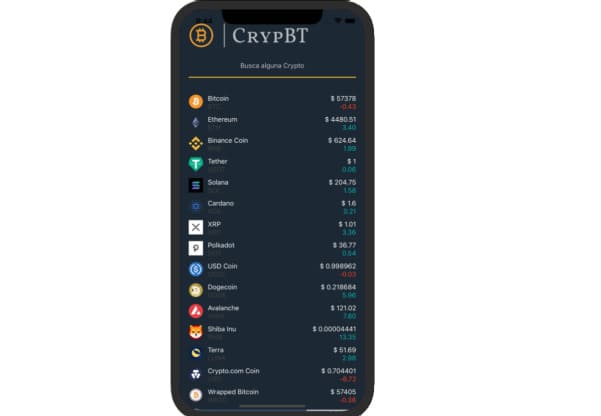 CRYPBT
Busca alguna Crypto
Bitcoin $ 57378
-0.43
Ethereum $ 4480.51
ETH 3.40
Binance Coin $ 624.64
1.99
Tether $ 1
0.06
Solana $ 204.75
1.58
Cardano $ 1.6
0.21
XRP $ 1.01
3.36
Polkadot $ 36.77
0.64
USD Coin $ 0.998962
-0.03
Dogecoin $ 0.218684
5.96
Avalanche $ 121.02
7.60
Shiba Inu $ 0.00004441
13.35
Terra $ 51.69
2.98
Crypto.com Coin $ 0.704401
-8.72
Wrapped Bitcoin $ 57405
-0.38